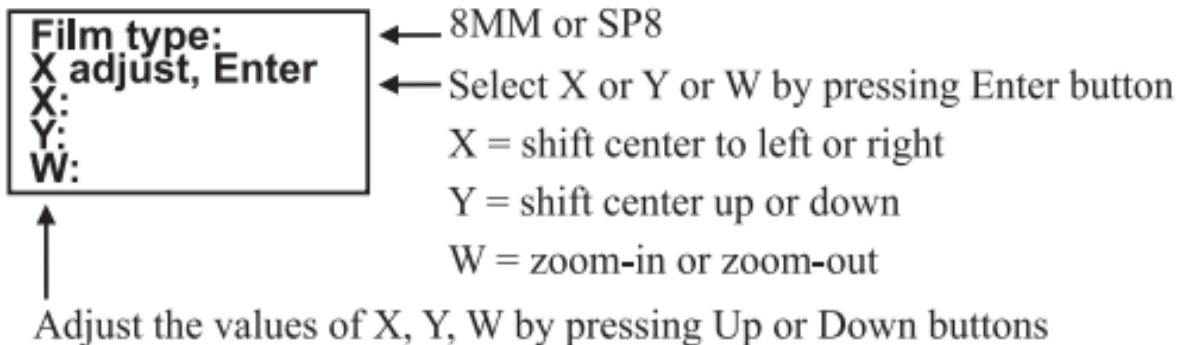 Film type:
X adjust, Enter
X:
Y:
W:
8MM or SP8
Select X or Y or W by pressing Enter button
X = shift center to left or right
Y = shift center up or down
W = zoom-in or zoom-out
Adjust the values of X, Y, W by pressing Up or Down buttons